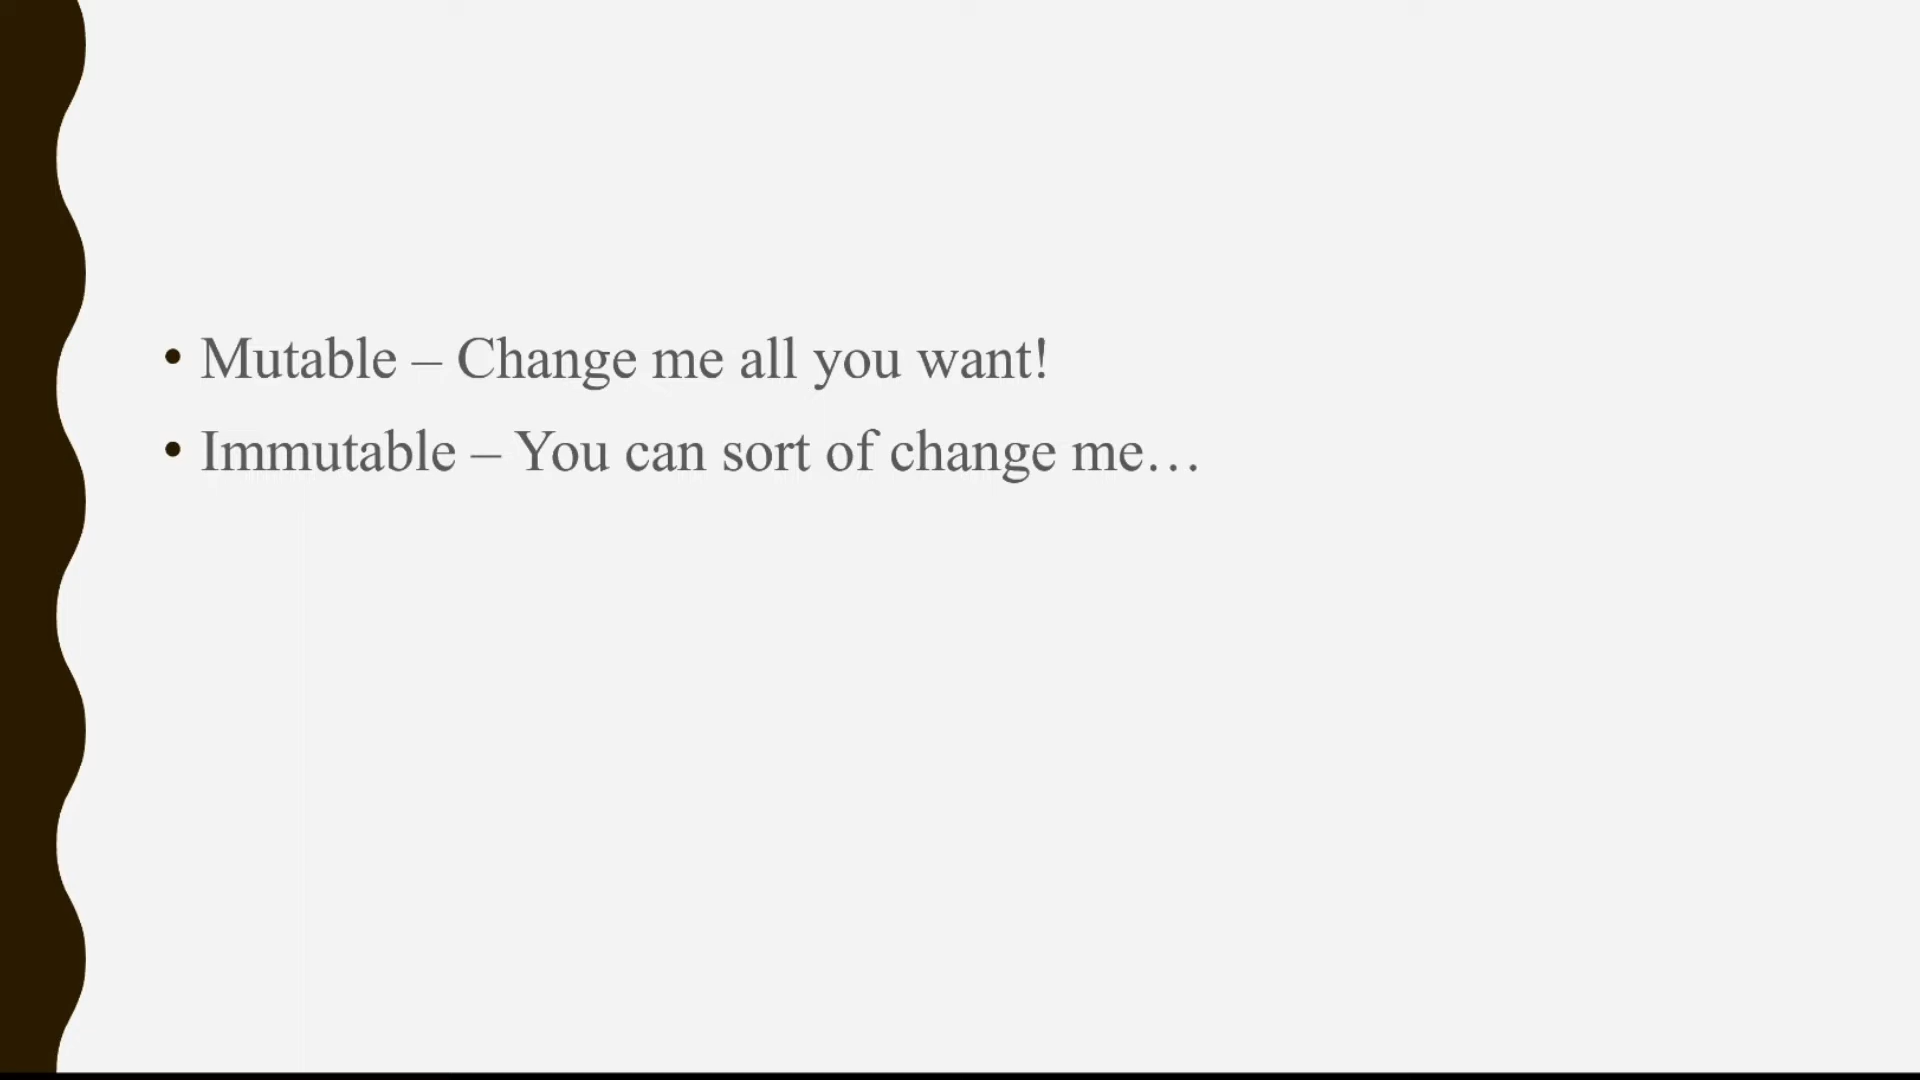 • Mutable – Change me all you want!
• Immutable – You can sort of change me…